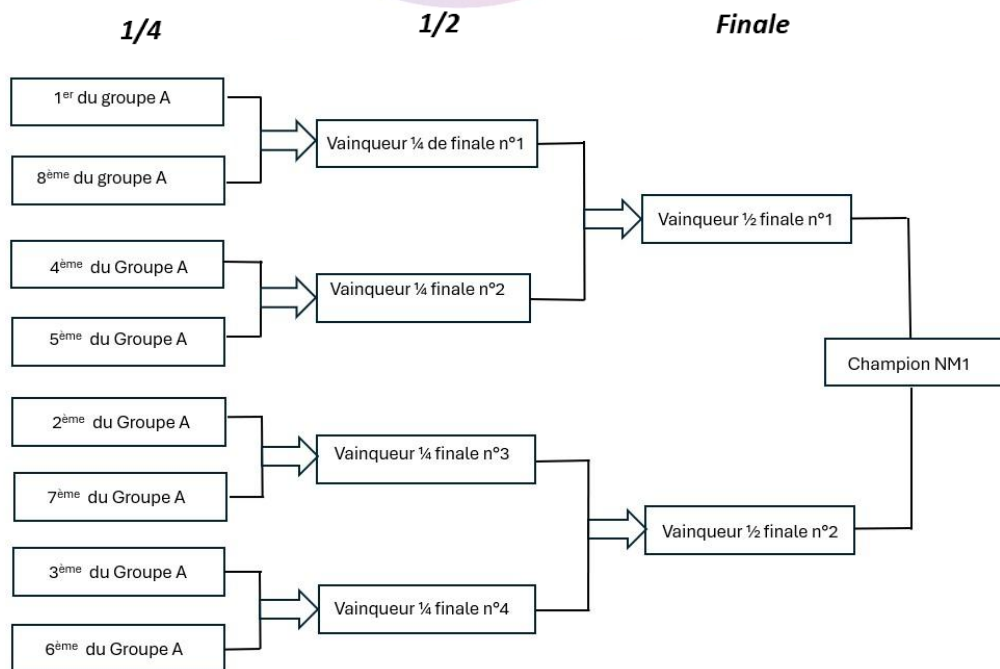 1/4
1/2
Finale
1er du groupe A
8ème du groupe A
4ème du Groupe A
5ème du Groupe A
2ème du Groupe A
7ème du Groupe A
3ème du Groupe A
6ème du Groupe A
Vainqueur ¼ de finale n°1
Vainqueur ¼ finale n°2
Vainqueur ¼ finale n°3
Vainqueur ¼ finale n°4
Vainqueur ½ finale n°1
Vainqueur ½ finale n°2
Champion NM1